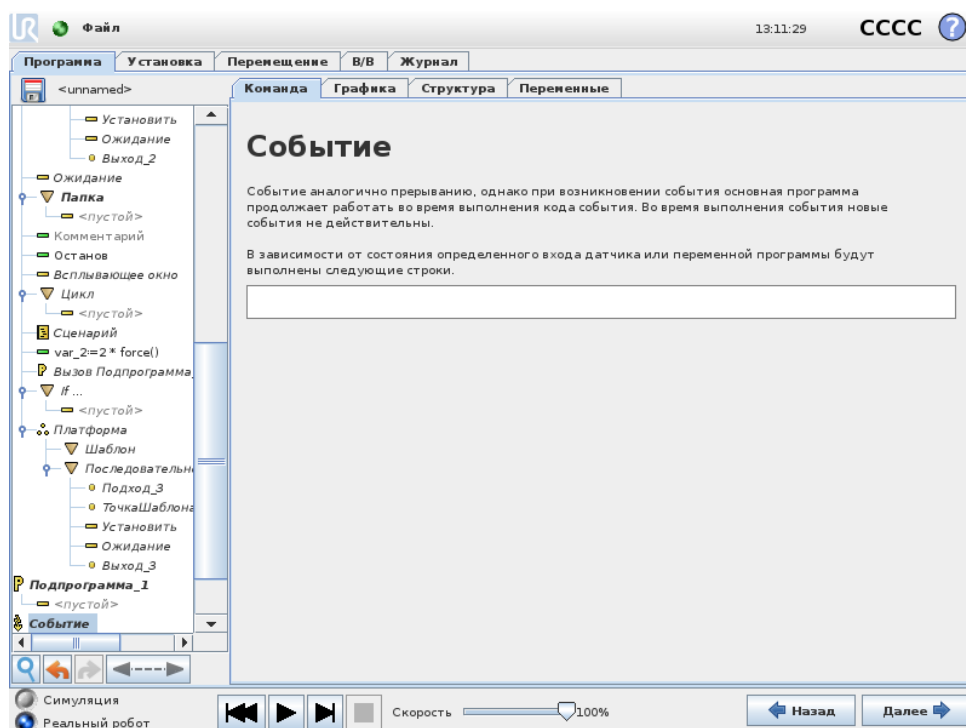 UR Файл 13:11:29 CCCC ?
Программа Установка Перемещение В/В Журнал
<unnamed>
Команда Графика Структура Переменные
Установить
Ожидание
Выход_2
Ожидание
Папка
<пустой>
Комментарий
Останов
Всплывающее окно
Цикл
<пустой>
Сценарий
var_2:=2 * force()
Вызов Подпрограмма_
If ...
<пустой>
Платформа
Шаблон
Последовательн
Подход_3
ТочкаШаблона
Установить
Ожидание
Выход_3
Подпрограмма_1
<пустой>
Событие
Событие
Событие аналогично прерыванию, однако при возникновении события основная программа
продолжает работать во время выполнения кода события. Во время выполнения события новые
события не действительны.
В зависимости от состояния определенного входа датчика или переменной программы будут
выполнены следующие строки.
Симуляция
Реальный робот
Скорость 100%
Назад Далее